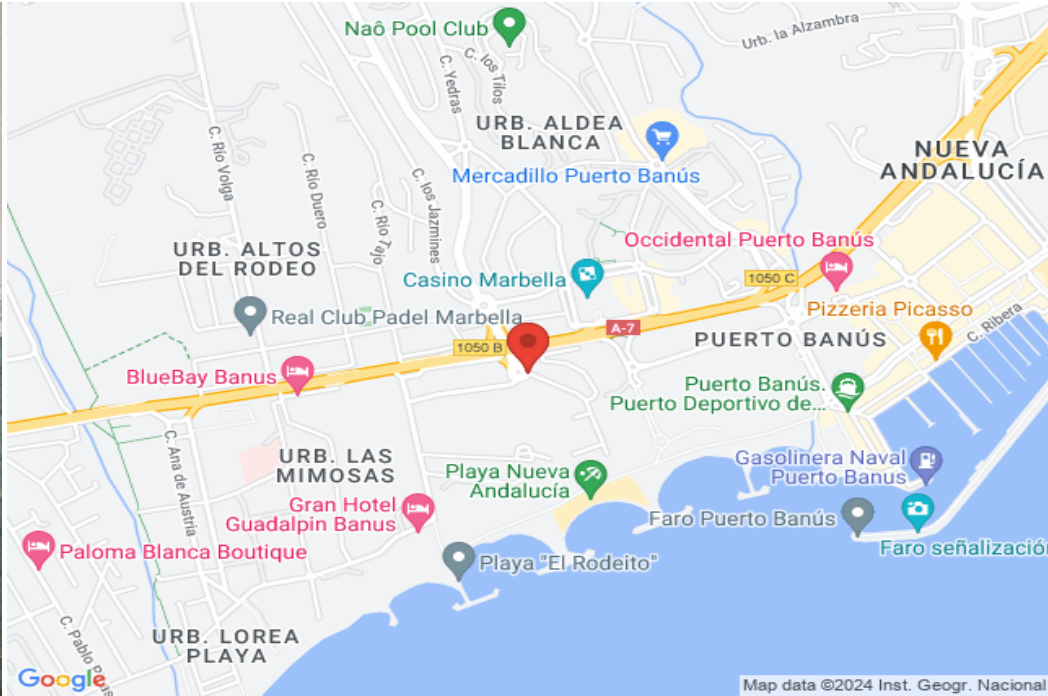 Naô Pool Club
Urb. la Alzambra
C. los Tilos
C. Yedras
URB. ALDEA
BLANCA
Mercadillo Puerto Banús
NUEVA
ANDALUCÍA
C. Río Volga
C. Río Duero
C. Río Tajo
C. los Jazmines
URB. ALTOS
DEL RODEO
Occidental Puerto Banús
Casino Marbella
1050 C
Real Club Padel Marbella
Pizzeria Picasso
C. Ribera
A-7
1050 B
PUERTO BANÚS
BlueBay Banus
Puerto Banús.
Puerto Deportivo de...
C. Ana de Austria
URB. LAS
MIMOSAS
Playa Nueva
Andalucía
Gasolinera Naval
Puerto Banus
Gran Hotel
Guadalpin Banus
Faro Puerto Banús
Faro señalización
Paloma Blanca Boutique
Playa "El Rodeito"
C. Pablo
URB. LOREA
PLAYA
Google
Map data ©2024 Inst. Geogr. Nacional